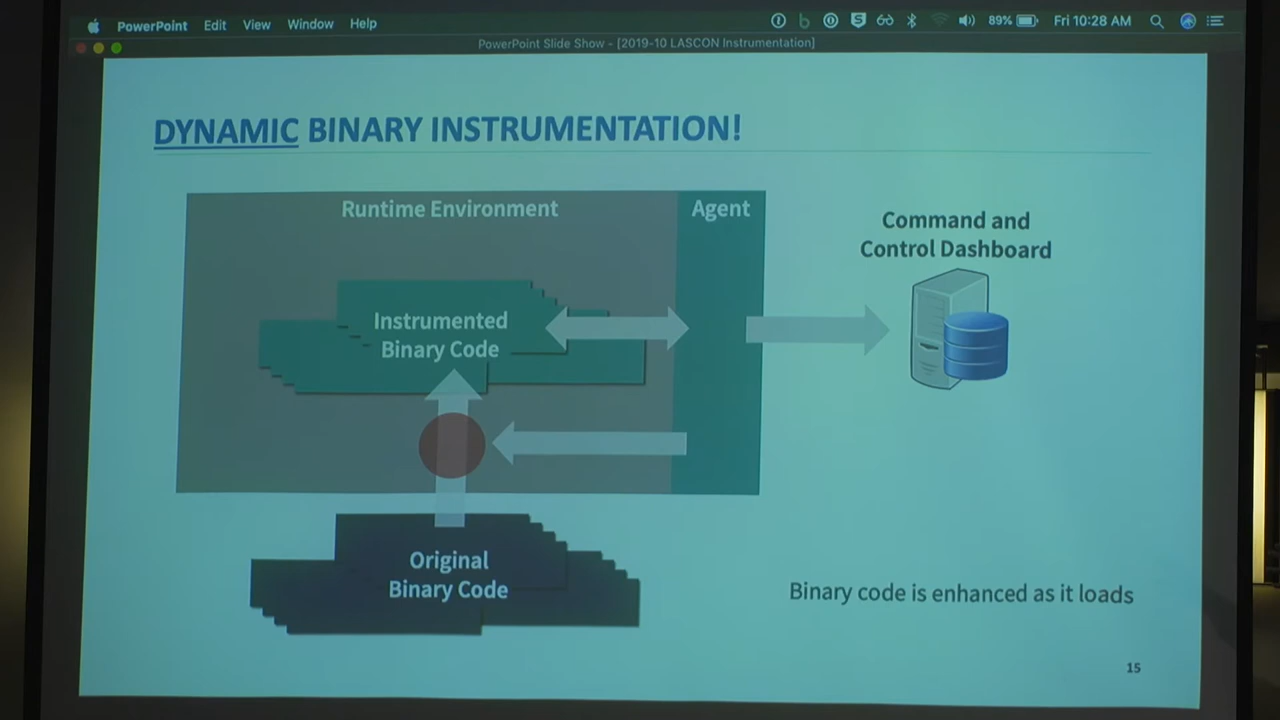 PowerPoint Edit View Window Help
89% Fri 10:28 AM
PowerPoint Slide Show - [2019-10 LASCON Instrumentation]
DYNAMIC BINARY INSTRUMENTATION!
Runtime Environment
Agent
Command and
Control Dashboard
Instrumented
Binary Code
Original
Binary Code
Binary code is enhanced as it loads
15